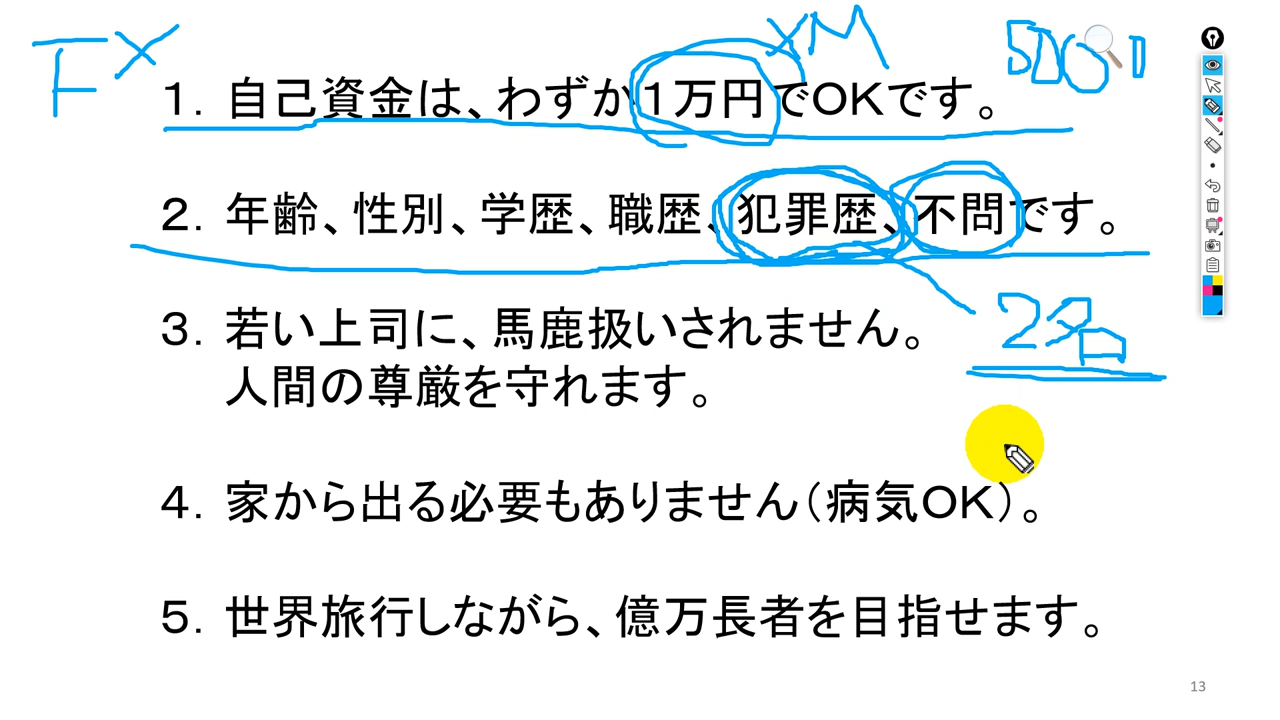 FX
XM
1. 自己資金は、わずか1万円でOKです。
2. 年齢、性別、学歴、職歴、犯罪歴、不問です。
2名
3. 若い上司に、馬鹿扱いされません。
人間の尊厳を守れます。
4. 家から出る必要もありません(病気OK)。
5. 世界旅行しながら、億万長者を目指せます。
13